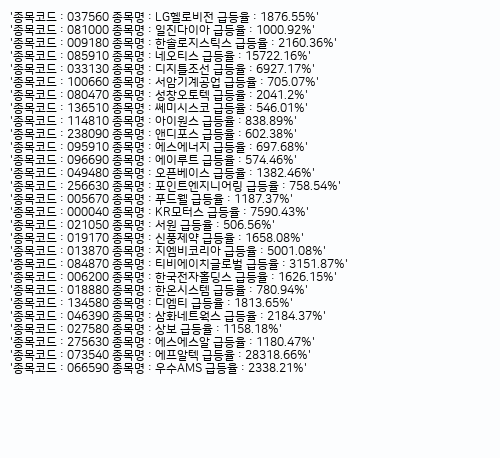 '종목코드 : 037560 종목명 : LG헬로비전 급등율 : 1876.55%'
'종목코드 : 081000 종목명 : 일진다이아 급등율 : 1000.92%'
'종목코드 : 009180 종목명 : 한솔로지스틱스 급등율 : 2160.36%'
'종목코드 : 085910 종목명 : 네오티스 급등율 : 15722.16%'
'종목코드 : 033130 종목명 : 디지틀조선 급등율 : 6927.17%'
'종목코드 : 100660 종목명 : 서암기계공업 급등율 : 705.07%'
'종목코드 : 080470 종목명 : 성창오토텍 급등율 : 2041.2%'
'종목코드 : 136510 종목명 : 쎄미시스코 급등율 : 546.01%'
'종목코드 : 114810 종목명 : 아이원스 급등율 : 838.89%'
'종목코드 : 238090 종목명 : 앤디포스 급등율 : 602.38%'
'종목코드 : 095910 종목명 : 에스에너지 급등율 : 697.68%'
'종목코드 : 096690 종목명 : 에이루트 급등율 : 574.46%'
'종목코드 : 049480 종목명 : 오픈베이스 급등율 : 1382.46%'
'종목코드 : 256630 종목명 : 포인트엔지니어링 급등율 : 758.54%'
'종목코드 : 005670 종목명 : 푸드웰 급등율 : 1187.37%'
'종목코드 : 000040 종목명 : KR모터스 급등율 : 7590.43%'
'종목코드 : 021050 종목명 : 서원 급등율 : 506.56%'
'종목코드 : 019170 종목명 : 신풍제약 급등율 : 1658.08%'
'종목코드 : 013870 종목명 : 지엠비코리아 급등율 : 5001.08%'
'종목코드 : 084870 종목명 : 티비에이치글로벌 급등율 : 3151.87%'
'종목코드 : 006200 종목명 : 한국전자홀딩스 급등율 : 1626.15%'
'종목코드 : 018880 종목명 : 한온시스템 급등율 : 780.94%'
'종목코드 : 134580 종목명 : 디엠티 급등율 : 1813.65%'
'종목코드 : 046390 종목명 : 삼화네트웍스 급등율 : 2184.37%'
'종목코드 : 027580 종목명 : 상보 급등율 : 1158.18%'
'종목코드 : 275630 종목명 : 에스에스알 급등율 : 1180.47%'
'종목코드 : 073540 종목명 : 에프알텍 급등율 : 28318.66%'
'종목코드 : 066590 종목명 : 우수AMS 급등율 : 2338.21%'